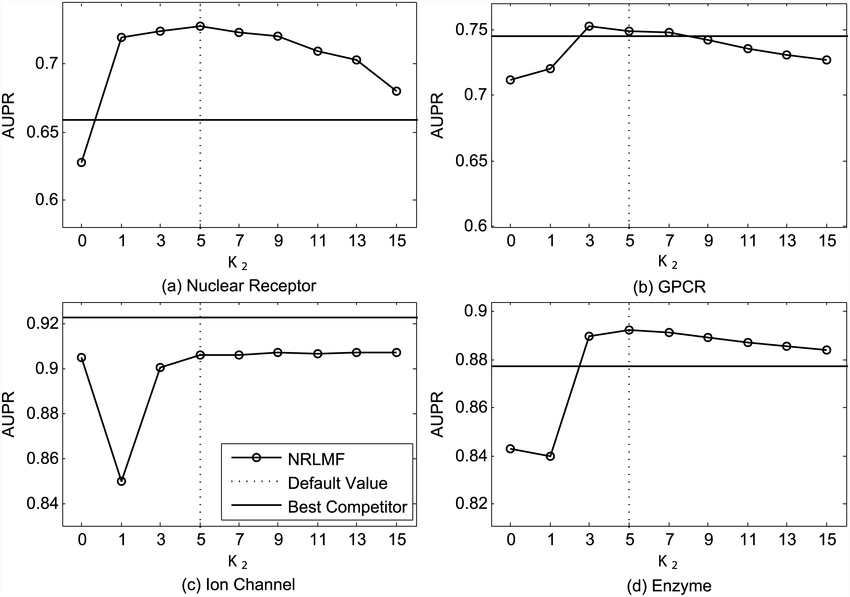 AUPR
0.7
0.65
0.6
0 1 3 5 7 9 11 13 15
K 2
(a) Nuclear Receptor
AUPR
0.75
0.7
0.65
0.6
0 1 3 5 7 9 11 13 15
K 2
(b) GPCR
AUPR
0.92
0.9
0.88
0.86
0.84
NRLMF
Default Value
Best Competitor
0 1 3 5 7 9 11 13 15
K 2
(c) Ion Channel
AUPR
0.9
0.88
0.86
0.84
0.82
0 1 3 5 7 9 11 13 15
K 2
(d) Enzyme